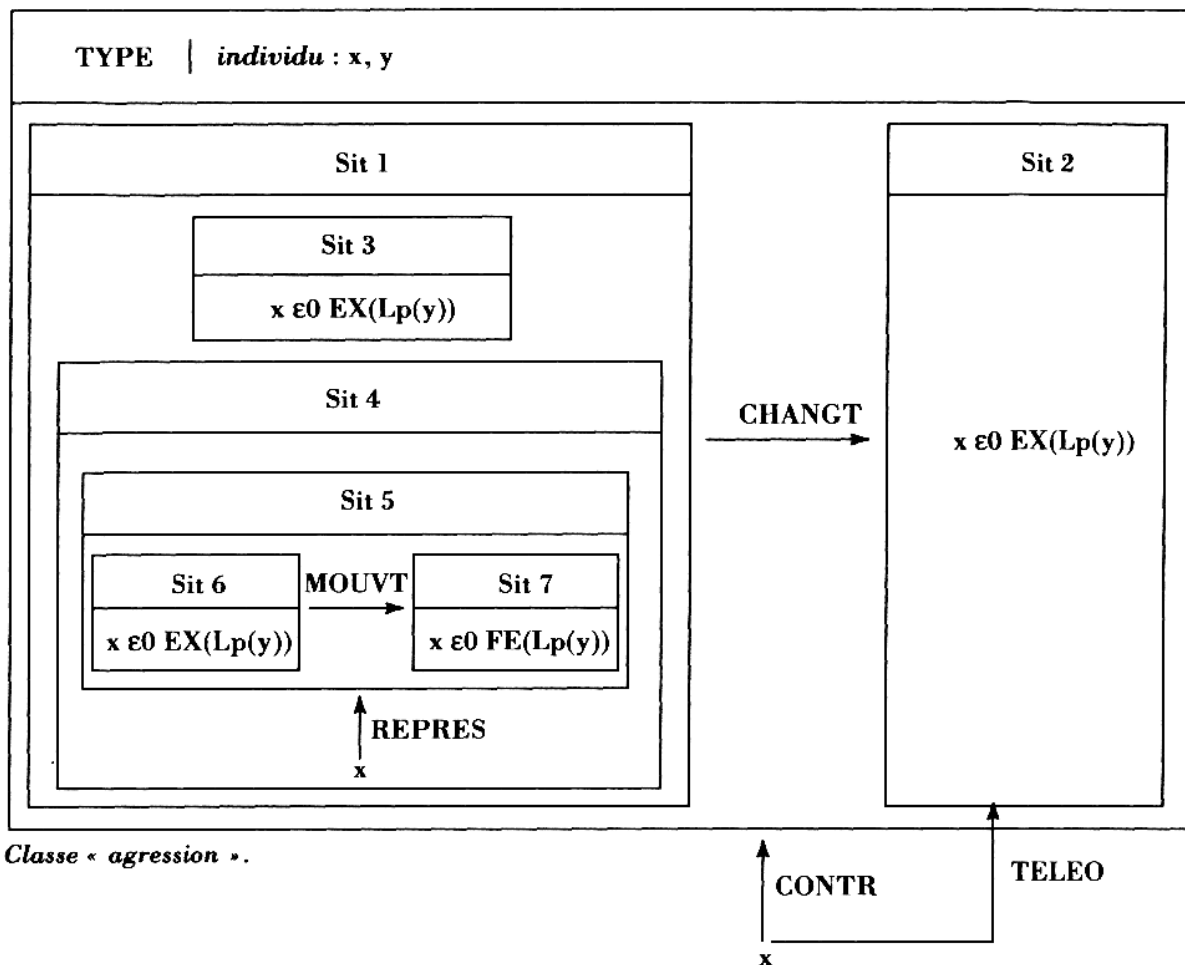 TYPE | individu : x, y
Sit 1
Sit 2
Sit 3
x ε0 EX(Lp(y))
Sit 4
CHANGT
x ε0 EX(Lp(y))
Sit 5
Sit 6
MOUVT
Sit 7
x ε0 EX(Lp(y))
x ε0 FE(Lp(y))
REPRES
x
Classe « agression ».
CONTR
TELEO
x